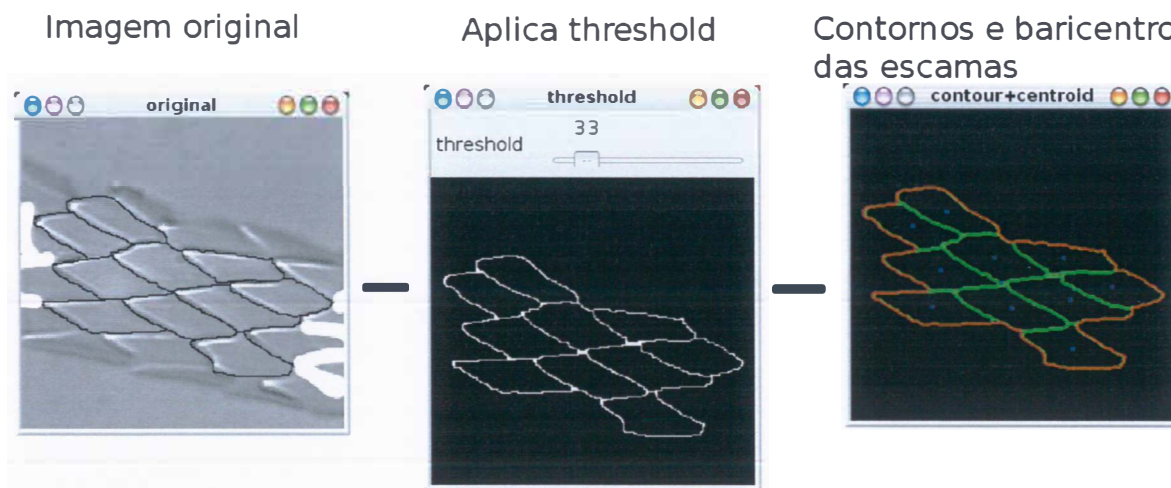 Imagem original
Aplica threshold
Contornos e baricentro
das escamas
original
threshold
33
threshold
contour+centroid